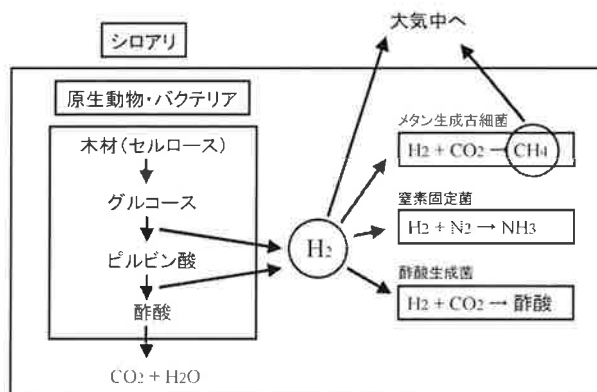 大気中へ
シロアリ
原生動物・バクテリア
木材(セルロース)
グルコース
ピルビン酸
酢酸
CO2 + H2O
H2
メタン生成古細菌
H2 + CO2 → CH4
窒素固定菌
H2 + N2 → NH3
酢酸生成菌
H2 + CO2 → 酢酸